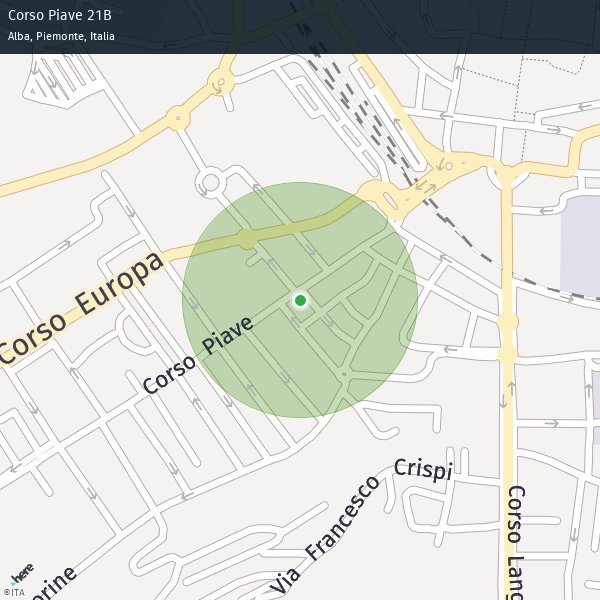 Corso Piave 21B
Alba, Piemonte, Italia
Corso Europa
Corso Piave
Crispi
Via Francesco
Corso Lang
orine
here
© ITA